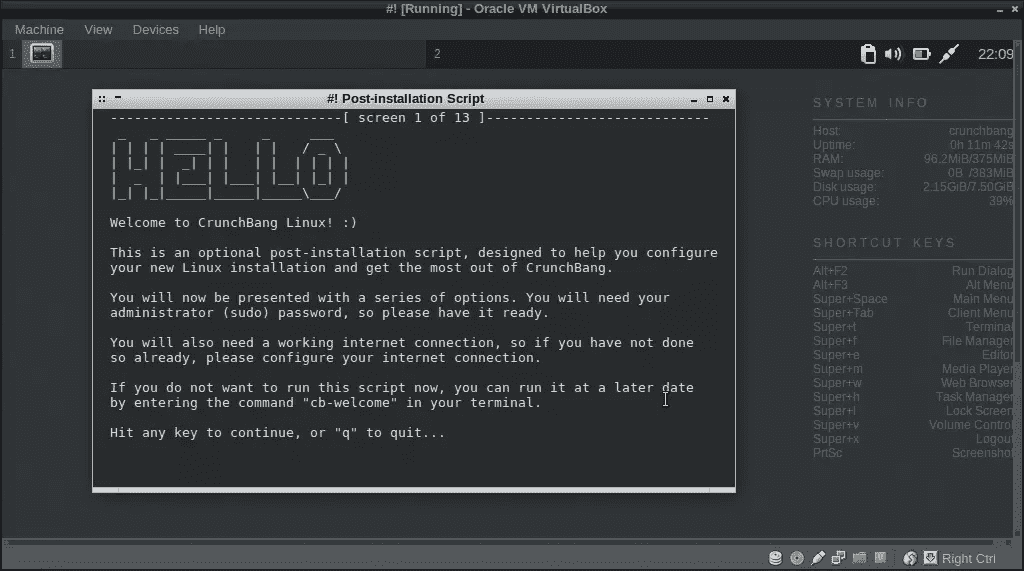 #! [Running] - Oracle VM VirtualBox
Machine View Devices Help
1 2 22:09
#! Post-installation Script
----------------------------[ screen 1 of 13 ]---------------------------
HELLO
Welcome to CrunchBang Linux! :)
This is an optional post-installation script, designed to help you configure
your new Linux installation and get the most out of CrunchBang.
You will now be presented with a series of options. You will need your
administrator (sudo) password, so please have it ready.
You will also need a working internet connection, so if you have not done
so already, please configure your internet connection.
If you do not want to run this script now, you can run it at a later date
by entering the command "cb-welcome" in your terminal.
Hit any key to continue, or "q" to quit...
SYSTEM INFO
Host: crunchbang
Uptime: 0h 11m 42s
RAM: 96.2MiB/375MiB
Swap usage: 0B /383MiB
Disk usage: 2.15GiB/7.50GiB
CPU usage: 39%
SHORTCUT KEYS
Alt+F2 Run Dialog
Alt+F3 Alt Menu
Super+Space Main Menu
Super+Tab Client Menu
Super+t Terminal
Super+f File Manager
Super+e Editor
Super+m Media Player
Super+w Web Browser
Super+h Task Manager
Super+l Lock Screen
Super+v Volume Control
Super+x Logout
PrtSc Screenshot
Right Ctrl